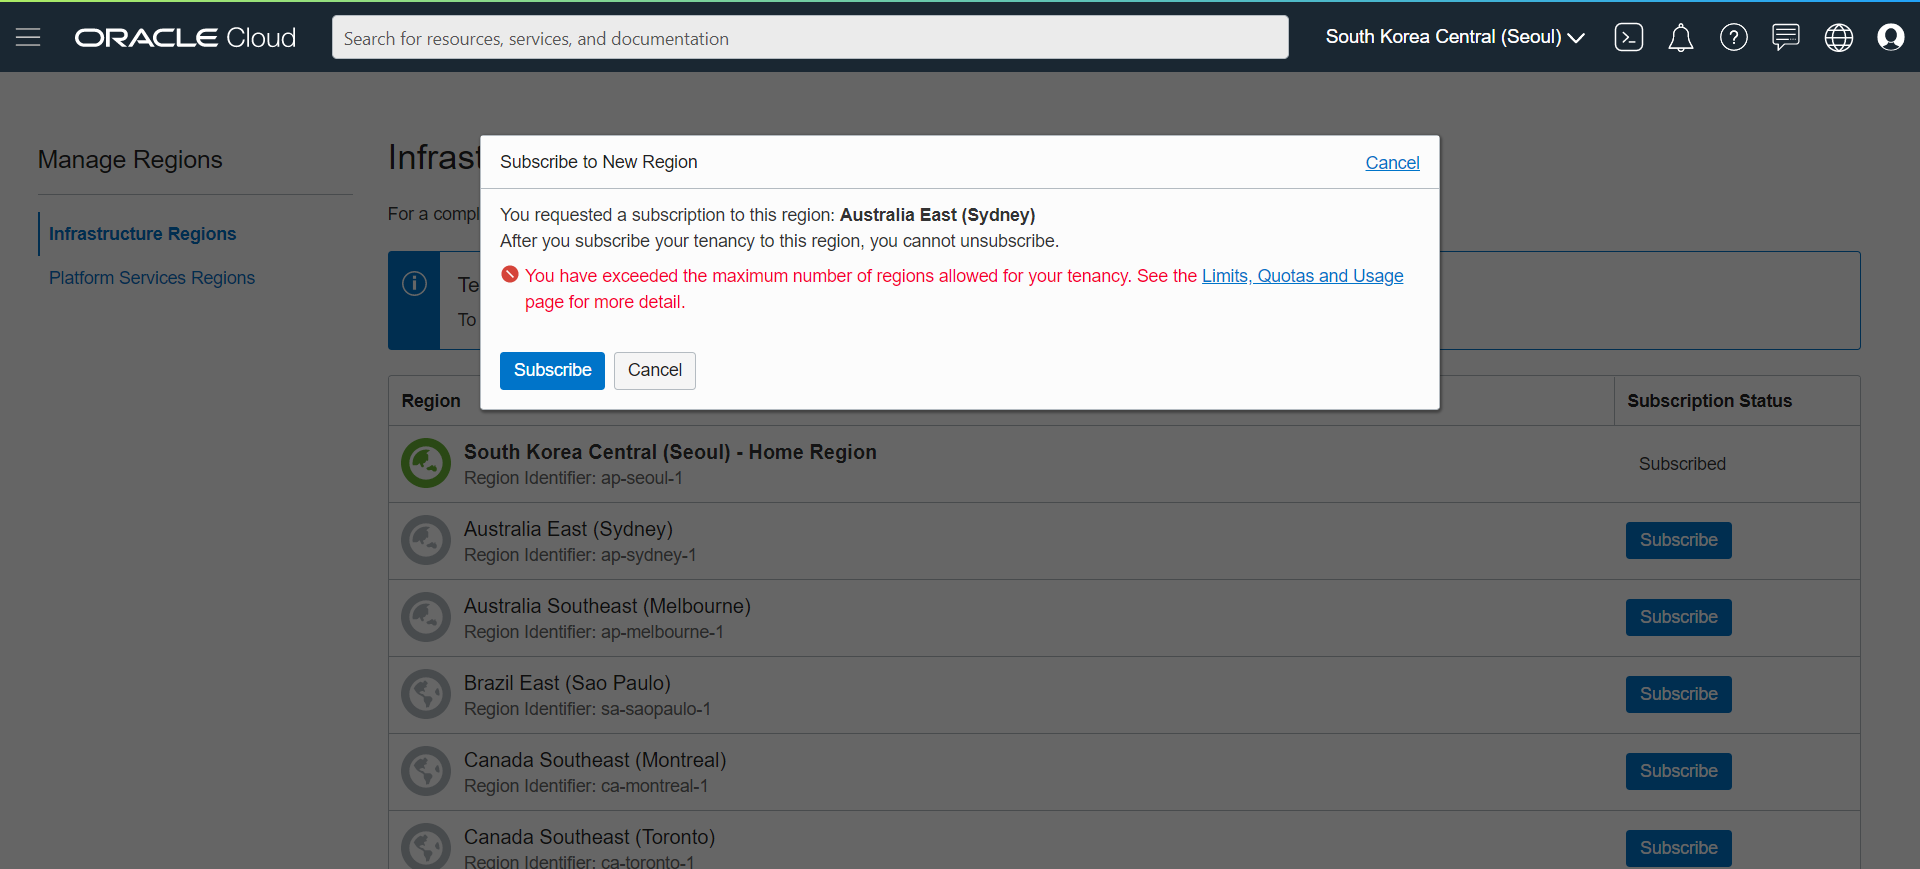 ORACLE Cloud
Search for resources, services, and documentation
South Korea Central (Seoul)
Manage Regions
Infrastructure Regions
Platform Services Regions
Infrast
For a compl
Te
To
Subscribe to New Region
Cancel
You requested a subscription to this region: Australia East (Sydney)
After you subscribe your tenancy to this region, you cannot unsubscribe.
You have exceeded the maximum number of regions allowed for your tenancy. See the Limits, Quotas and Usage
page for more detail.
Subscribe
Cancel
Region
Subscription Status
South Korea Central (Seoul) - Home Region
Region Identifier: ap-seoul-1
Subscribed
Australia East (Sydney)
Region Identifier: ap-sydney-1
Subscribe
Australia Southeast (Melbourne)
Region Identifier: ap-melbourne-1
Subscribe
Brazil East (Sao Paulo)
Region Identifier: sa-saopaulo-1
Subscribe
Canada Southeast (Montreal)
Region Identifier: ca-montreal-1
Subscribe
Canada Southeast (Toronto)
Region Identifier: ca-toronto-1
Subscribe